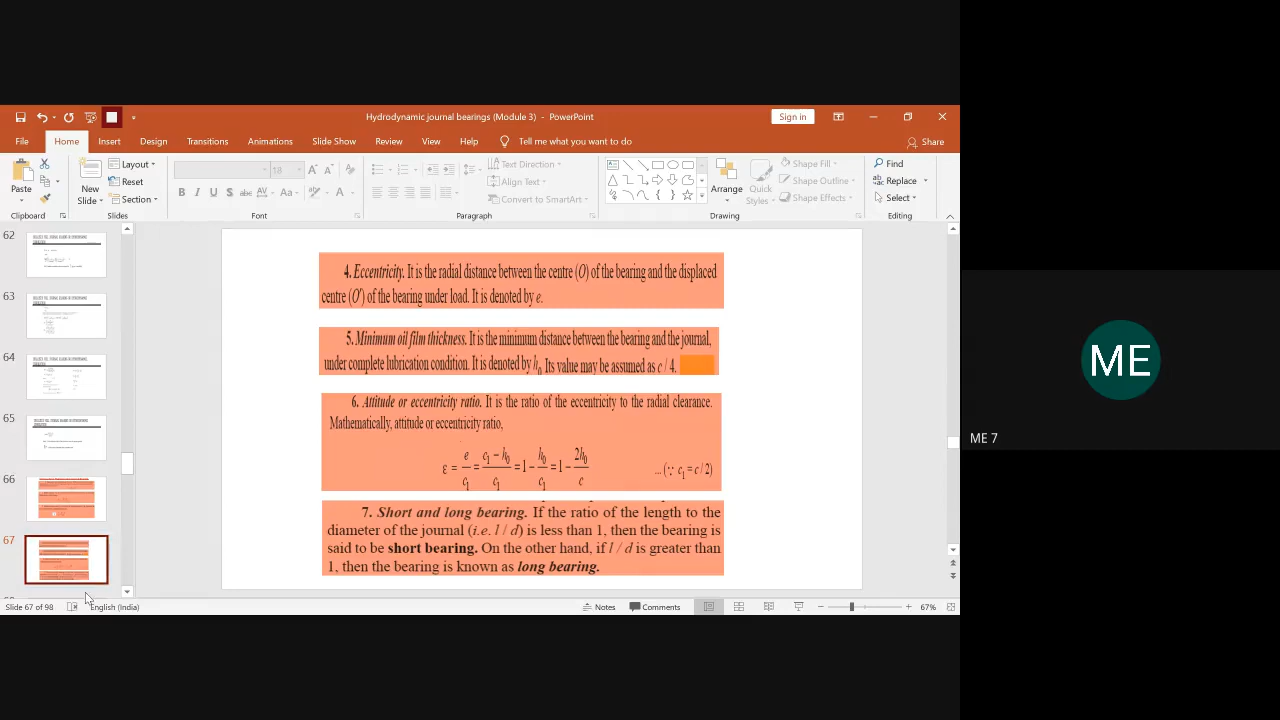 Hydrodynamic journal bearings (Module 3) - PowerPoint
Sign in
File Home Insert Design Transitions Animations Slide Show Review View Help Tell me what you want to do
Share
Paste
New
Slide
Layout
Reset
Section
18
B I U S abc AV Aa A
Text Direction
Align Text
Convert to SmartArt
Arrange
Quick
Styles
Shape Fill
Shape Outline
Shape Effects
Find
Replace
Select
Clipboard Slides Font Paragraph Drawing Editing
62
63
64
65
66
67
4. Eccentricity. It is the radial distance between the centre (O) of the bearing and the displaced
centre (O′) of the bearing under load. It is denoted by e.
5. Minimum oil film thickness. It is the minimum distance between the bearing and the journal,
under complete lubrication condition. It is denoted by h₀ Its value may be assumed as c / 4.
6. Attitude or eccentricity ratio. It is the ratio of the eccentricity to the radial clearance.
Mathematically, attitude or eccentricity ratio,
ε = e/c₁ = (c₁ – h₀)/c₁ = 1 – h₀/c₁ = 1 – 2h₀/c ...(∵ c₁ = c / 2)
7. Short and long bearing. If the ratio of the length to the
diameter of the journal (i.e. l / d) is less than 1, then the bearing is
said to be short bearing. On the other hand, if l / d is greater than
1, then the bearing is known as long bearing.
Slide 67 of 98 English (India) Notes Comments 67%
ME
ME 7